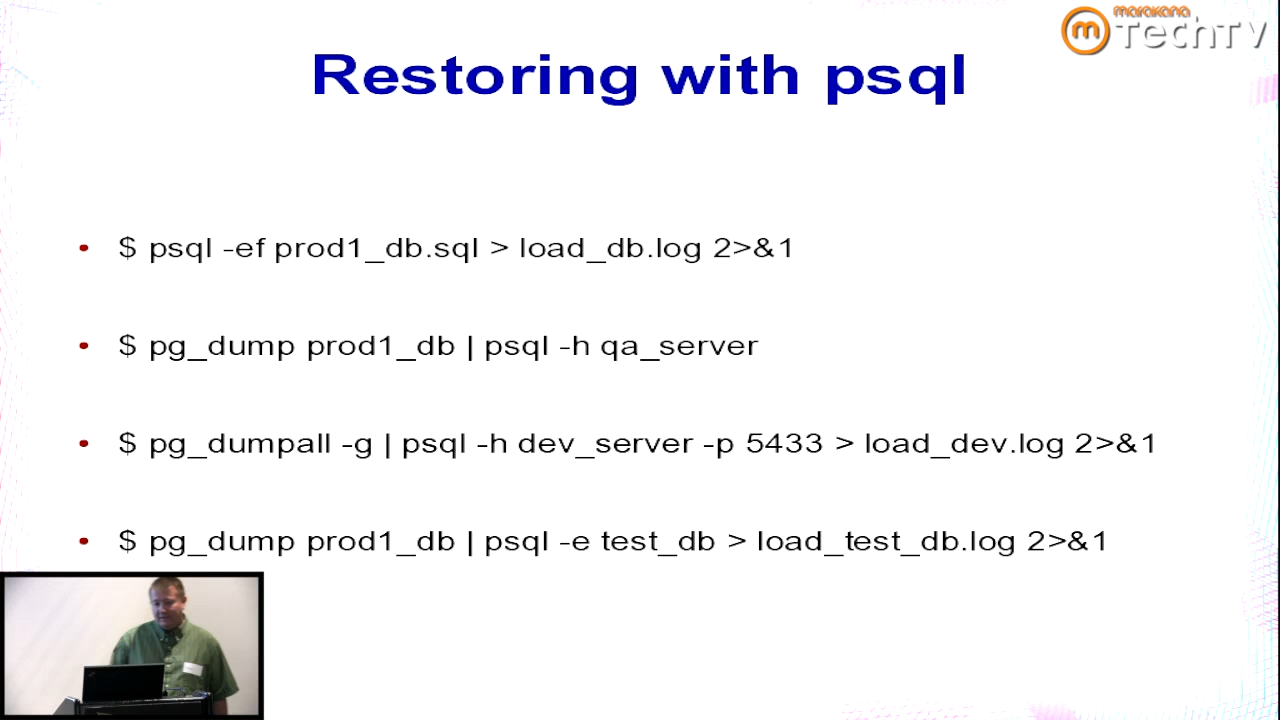 marakana
TechTV
Restoring with psql
• $ psql -ef prod1_db.sql > load_db.log 2>&1
• $ pg_dump prod1_db | psql -h qa_server
• $ pg_dumpall -g | psql -h dev_server -p 5433 > load_dev.log 2>&1
• $ pg_dump prod1_db | psql -e test_db > load_test_db.log 2>&1